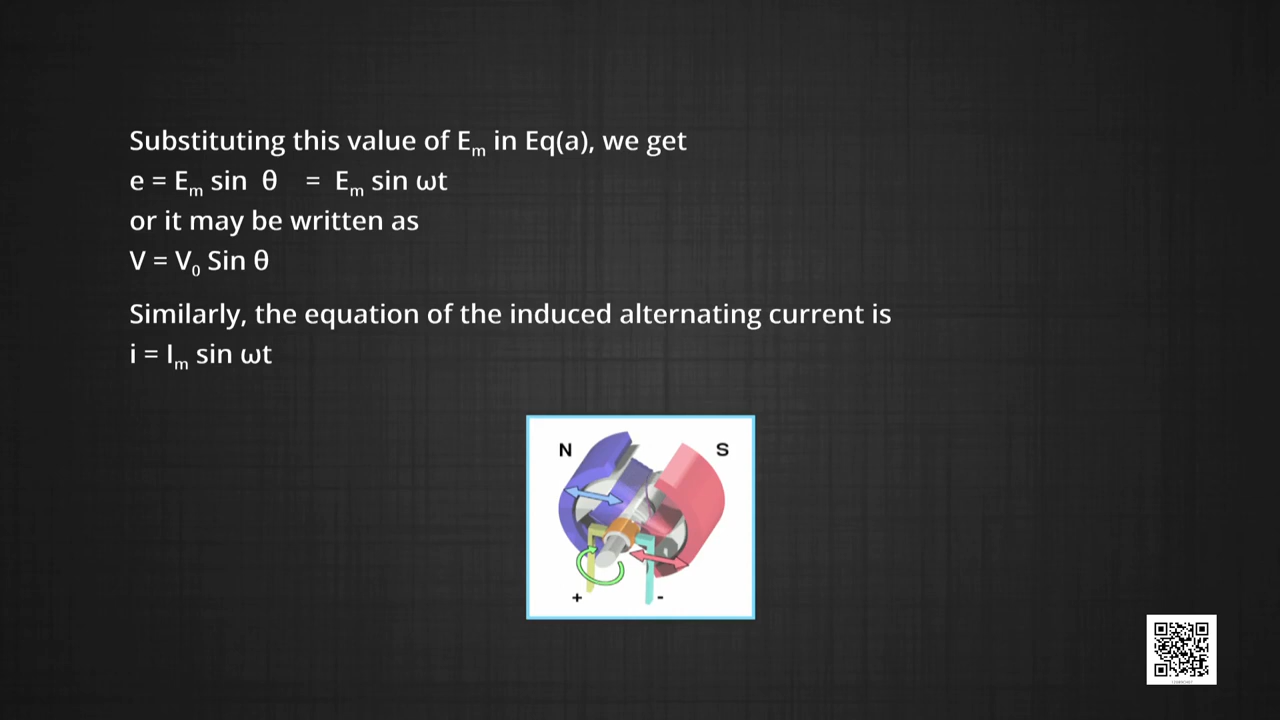 Substituting this value of Eₘ in Eq(a), we get
e = Eₘ sin θ = Eₘ sin ωt
or it may be written as
V = V₀ Sin θ
Similarly, the equation of the induced alternating current is
i = Iₘ sin ωt
N S
+ -